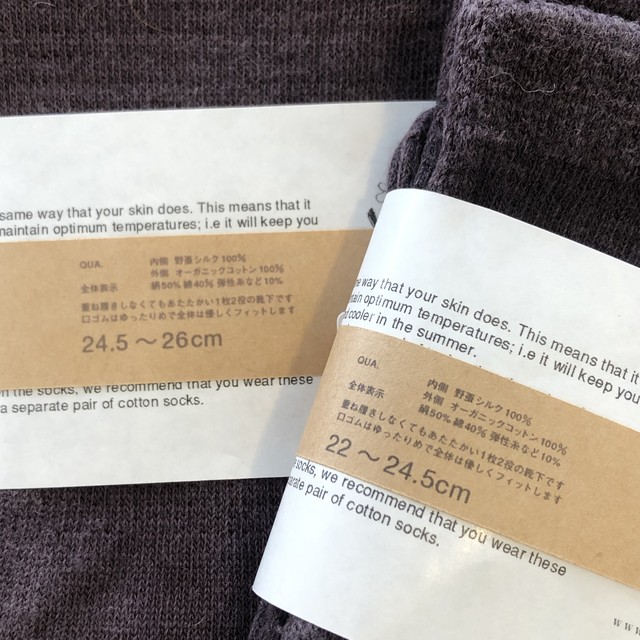 same way that your skin does. This means that it
maintain optimum temperatures; i.e it will keep you
QUA.
内側 野蚕シルク100%
外側 オーガニックコットン100%
全体表示 絹50% 綿40% 弾性糸など10%
重ね履きしなくてもあたたかい1枚2役の靴下です
口ゴムはゆったりめで全体は優しくフィットします
24.5～26cm
the socks, we recommend that you wear these
a separate pair of cotton socks.
way that your skin does. This means that it
optimum temperatures; i.e it will keep you
cooler in the summer.
QUA.
内側 野蚕シルク100%
外側 オーガニックコットン100%
全体表示 絹50% 綿40% 弾性糸など10%
重ね履きしなくてもあたたかい1枚2役の靴下です
口ゴムはゆったりめで全体は優しくフィットします
22～24.5cm
socks, we recommend that you wear these
pair of cotton socks.